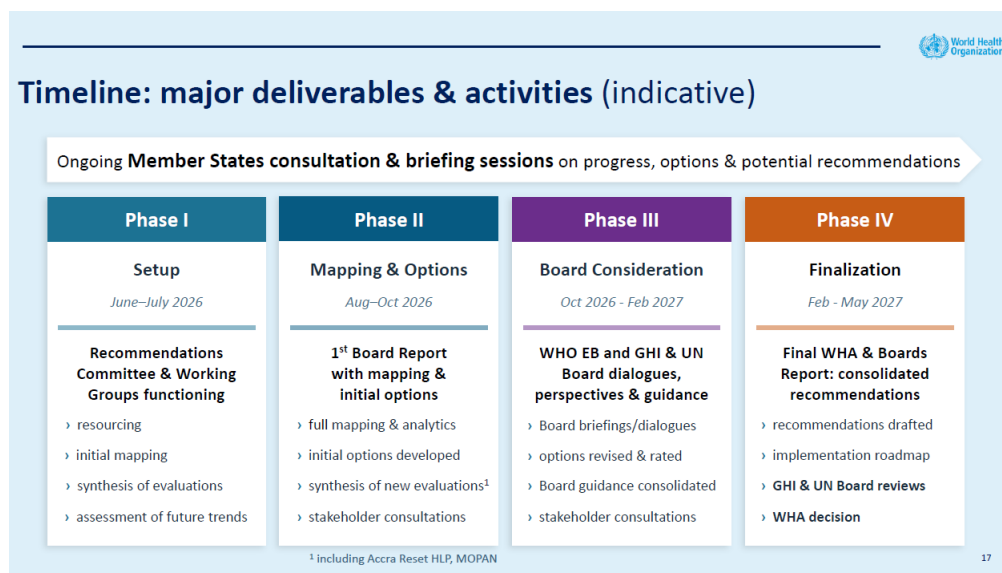 World Health
Organization
Timeline: major deliverables & activities (indicative)
Ongoing Member States consultation & briefing sessions on progress, options & potential recommendations
Phase I
Setup
June–July 2026
Recommendations
Committee & Working
Groups functioning
› resourcing
› initial mapping
› synthesis of evaluations
› assessment of future trends
Phase II
Mapping & Options
Aug–Oct 2026
1st Board Report
with mapping &
initial options
› full mapping & analytics
› initial options developed
› synthesis of new evaluations¹
› stakeholder consultations
Phase III
Board Consideration
Oct 2026 - Feb 2027
WHO EB and GHI & UN
Board dialogues,
perspectives & guidance
› Board briefings/dialogues
› options revised & rated
› Board guidance consolidated
› stakeholder consultations
Phase IV
Finalization
Feb - May 2027
Final WHA & Boards
Report: consolidated
recommendations
› recommendations drafted
› implementation roadmap
› GHI & UN Board reviews
› WHA decision
¹ including Accra Reset HLP, MOPAN
17